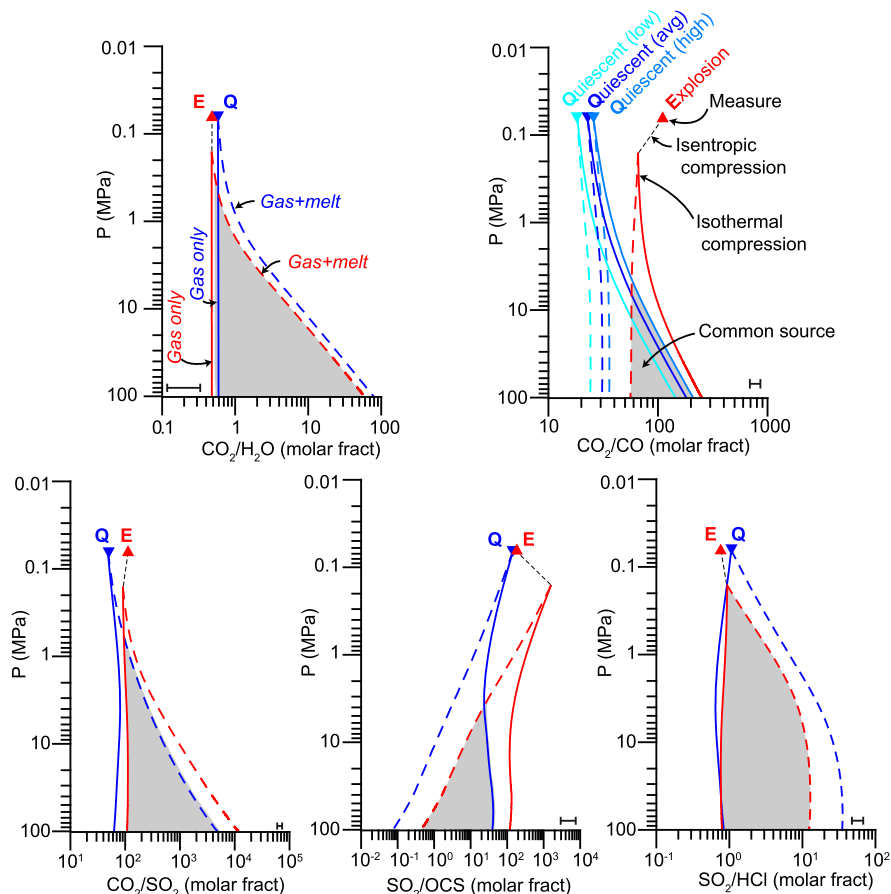 0.01
0.1
1
10
100
P (MPa)
E
Q
Gas+melt
Gas+melt
Gas only
Gas only
0.1
1
10
100
CO₂/H₂O (molar fract)
Quiescent (low)
Quiescent (avg)
Quiescent (high)
Explosion
Measure
Isentropic
compression
Isothermal
compression
Common source
0.01
0.1
1
10
100
P (MPa)
10
100
1000
CO₂/CO (molar fract)
0.01
0.1
1
10
100
P (MPa)
Q
E
10¹
10²
10³
10⁴
10⁵
CO₂/SO₂ (molar fract)
0.01
0.1
1
10
100
P (MPa)
Q
E
10⁻²
10⁻¹
10⁰
10¹
10²
10³
10⁴
SO₂/OCS (molar fract)
0.01
0.1
1
10
100
P (MPa)
E
Q
10⁻¹
10⁰
10¹
10²
SO₂/HCl (molar fract)